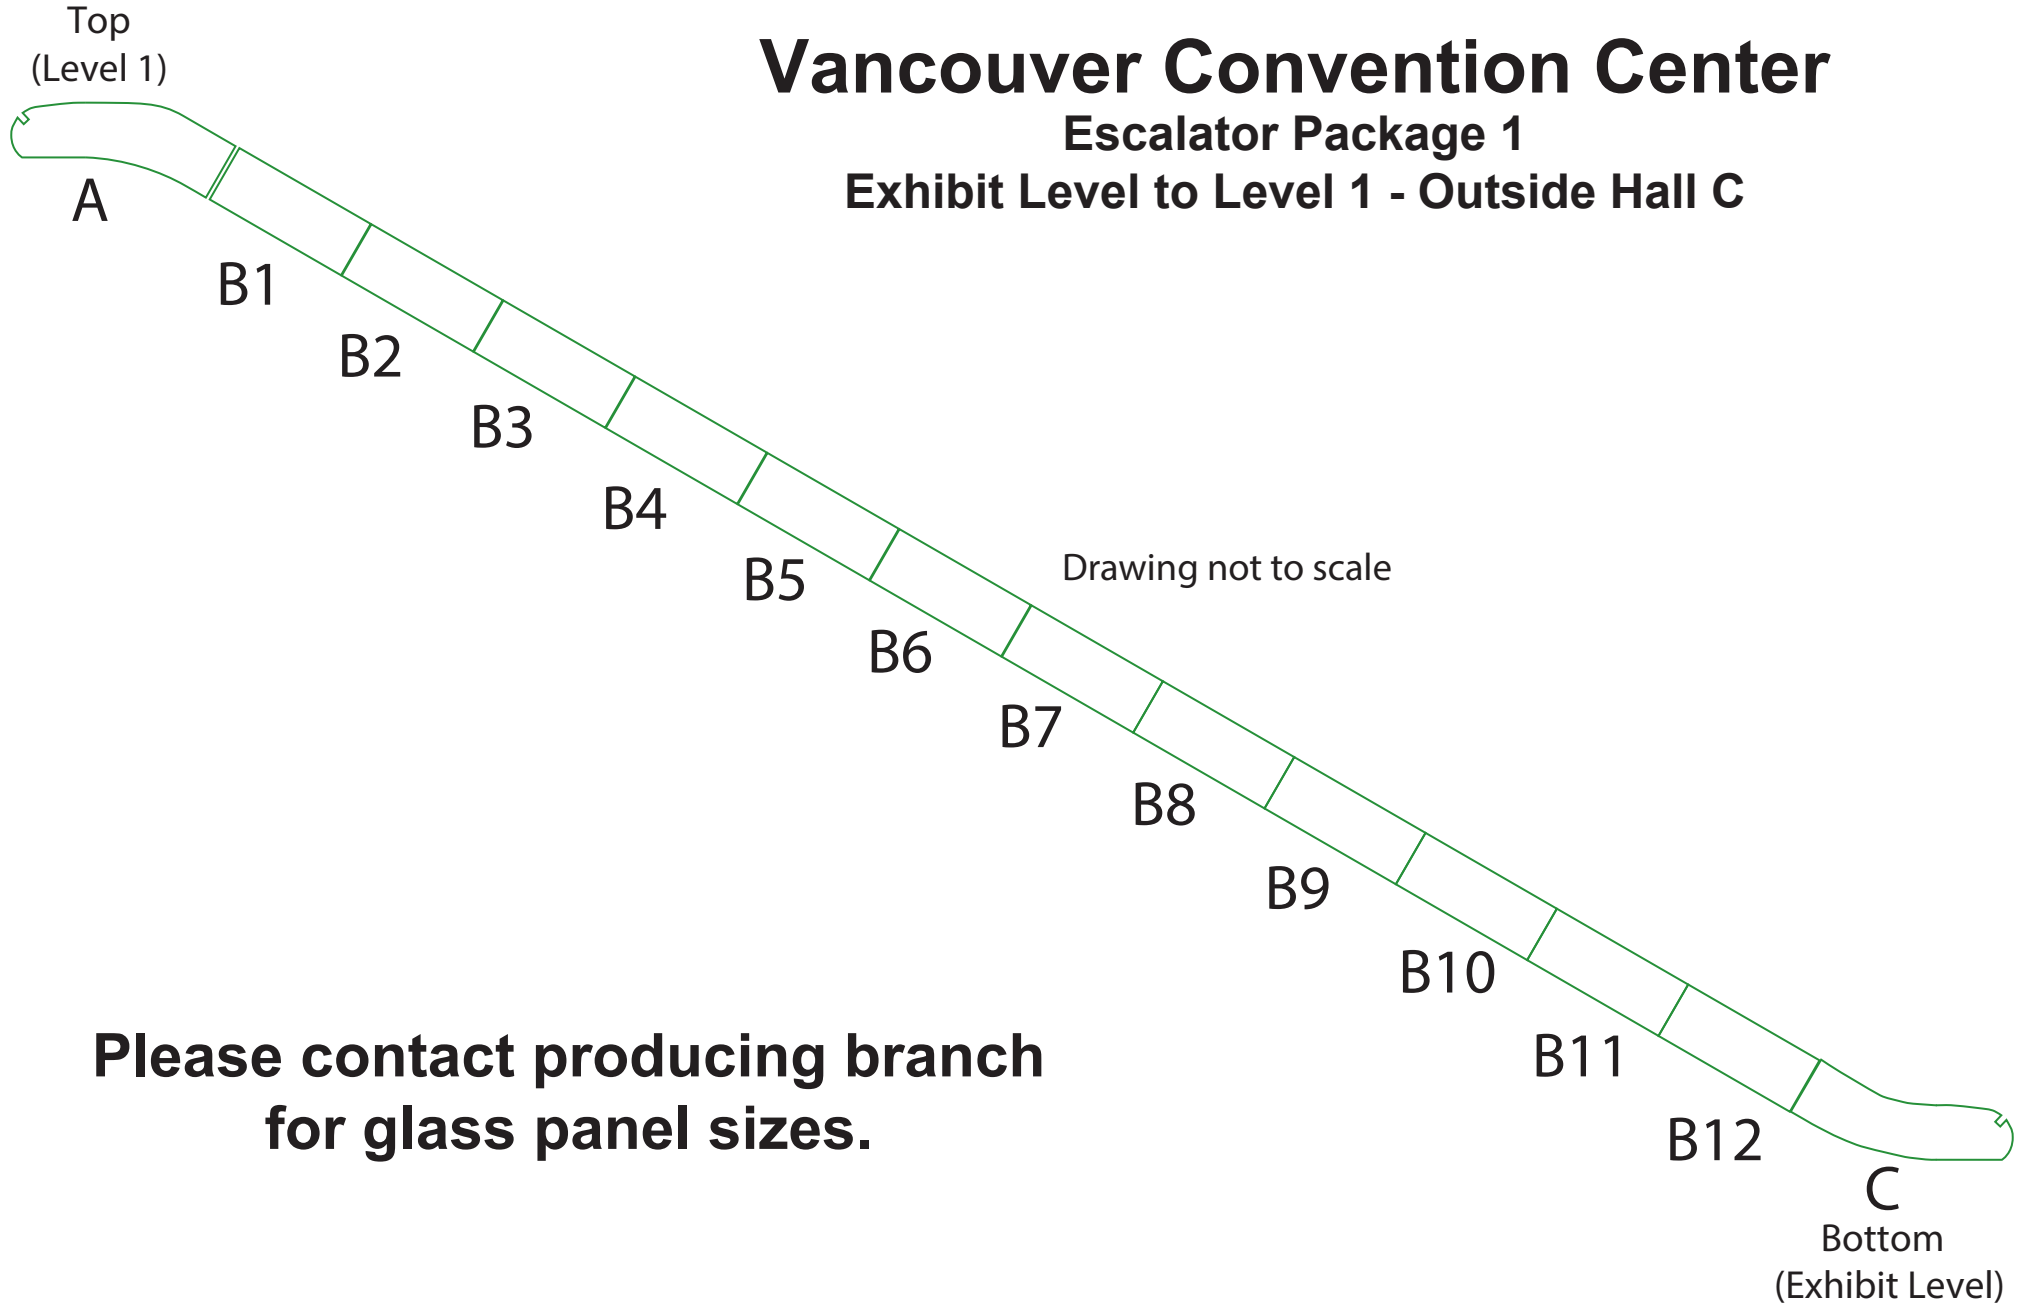 Top
(Level 1)
Vancouver Convention Center
Escalator Package 1
Exhibit Level to Level 1 - Outside Hall C
A
B1
B2
B3
B4
B5
Drawing not to scale
B6
B7
B8
B9
B10
B11
B12
Please contact producing branch
for glass panel sizes.
C
Bottom
(Exhibit Level)